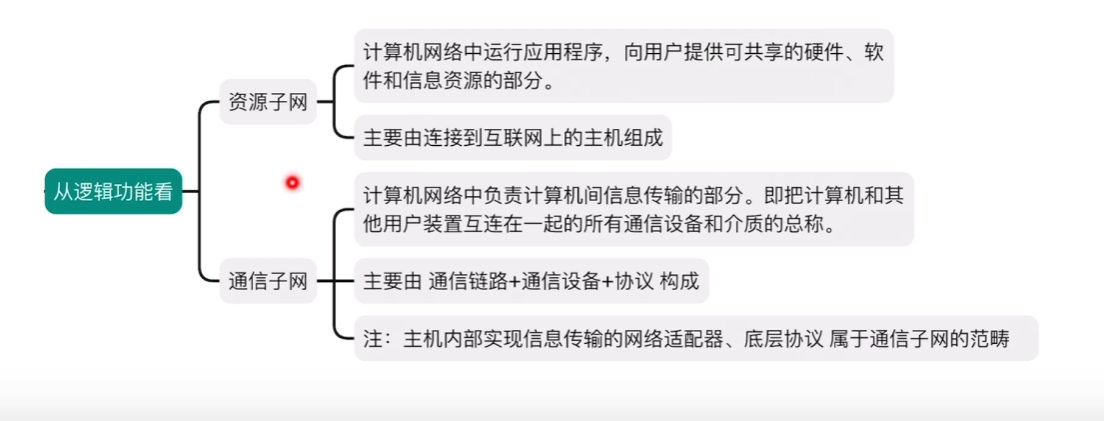 从逻辑功能看
资源子网
计算机网络中运行应用程序，向用户提供可共享的硬件、软
件和信息资源的部分。
主要由连接到互联网上的主机组成
通信子网
计算机网络中负责计算机间信息传输的部分。即把计算机和其
他用户装置互连在一起的所有通信设备和介质的总称。
主要由 通信链路+通信设备+协议 构成
注：主机内部实现信息传输的网络适配器、底层协议 属于通信子网的范畴